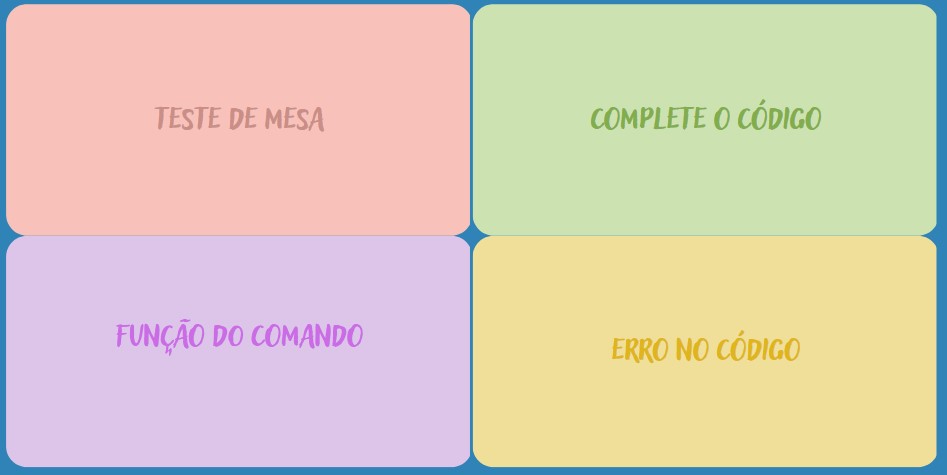 TESTE DE MESA
COMPLETE O CÓDIGO
FUNÇÃO DO COMANDO
ERRO NO CÓDIGO